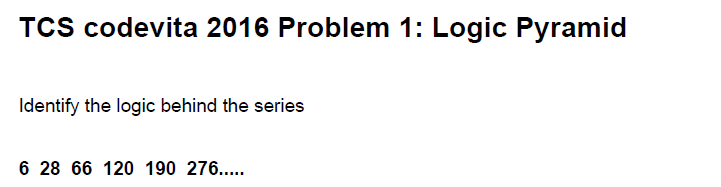 TCS codevita 2016 Problem 1: Logic Pyramid
Identify the logic behind the series
6 28 66 120 190 276.....